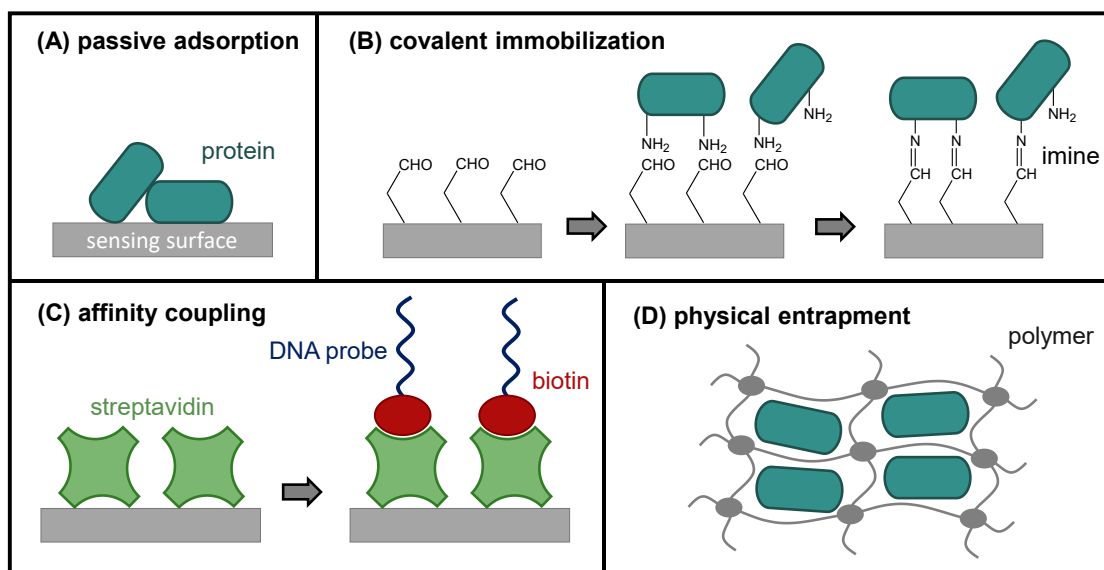 (A) passive adsorption
protein
sensing surface
(B) covalent immobilization
CHO
CHO
CHO
NH2
NH2
NH2
NH2
CHO
CHO
CHO
N
N
N
NH2
CH
CH
CH
imine
(C) affinity coupling
DNA probe
biotin
streptavidin
(D) physical entrapment
polymer